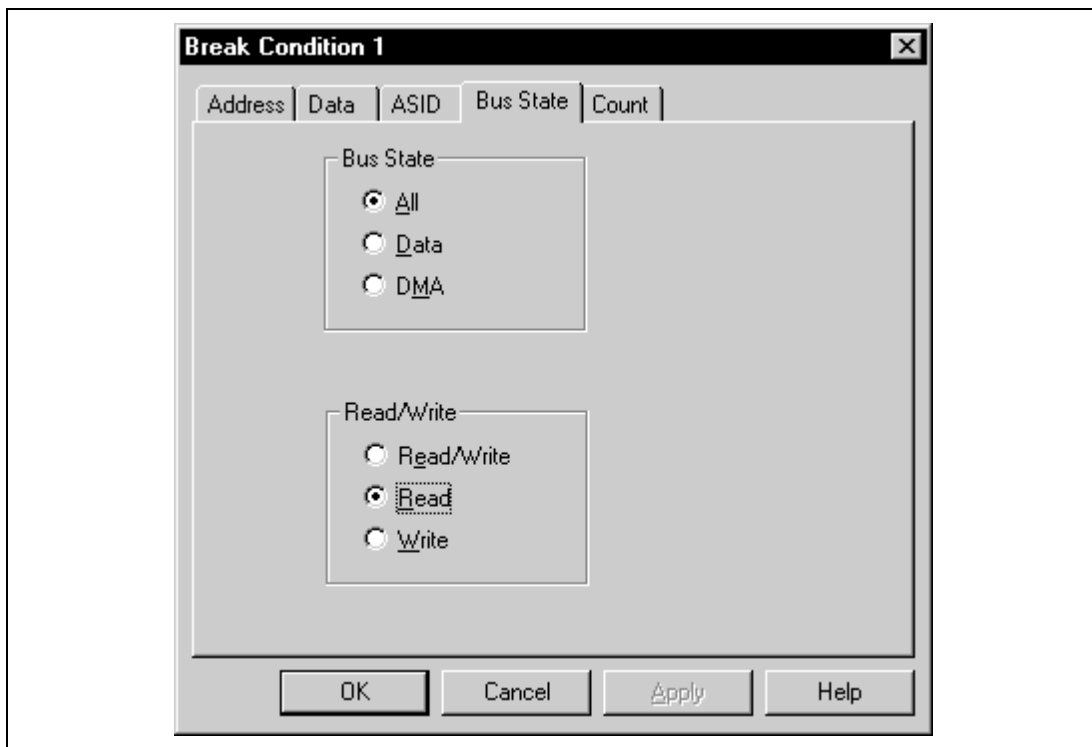 Break Condition 1
Address Data ASID Bus State Count
Bus State
All
Data
DMA
Read/Write
Read/Write
Read
Write
OK Cancel Apply Help